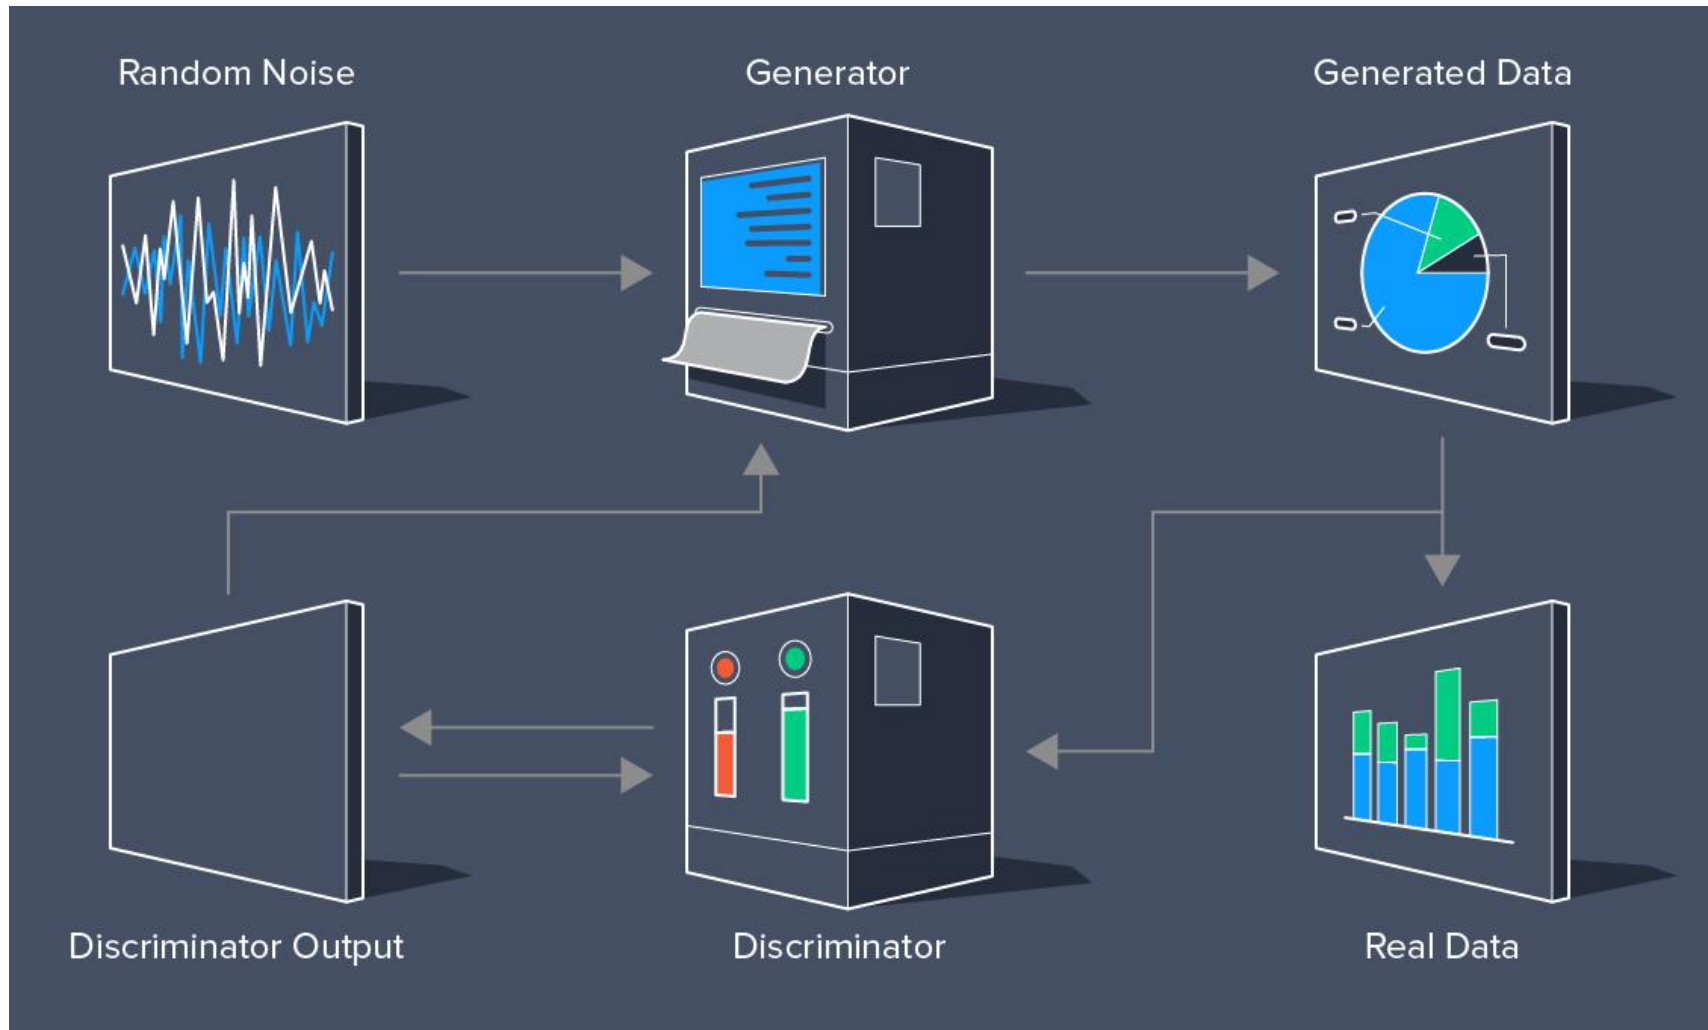 Random Noise
Generator
Generated Data
Discriminator Output
Discriminator
Real Data